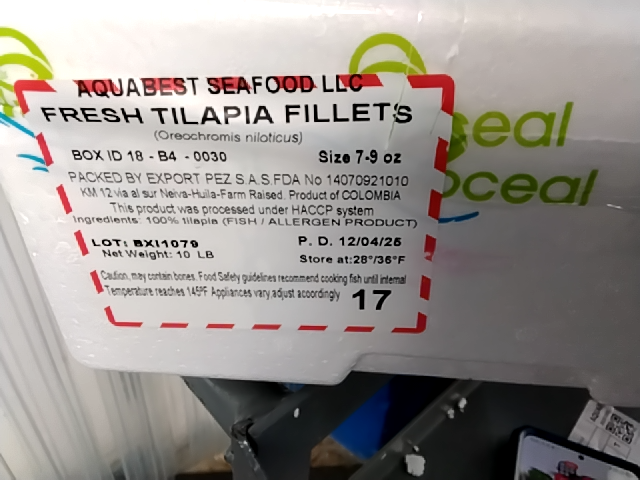 AQUABEST SEAFOOD LLC
FRESH TILAPIA FILLETS
(Oreochromis niloticus)
BOX ID 18 - B4 - 0030 Size 7-9 oz
PACKED BY EXPORT PEZ S.A.S.FDA No 14070921010
KM 12 via al sur Neiva-Huila-Farm Raised. Product of COLOMBIA
This product was processed under HACCP system
Ingredients: 100% tilapia (FISH / ALLERGEN PRODUCT)
LOT: BXI1079 P. D. 12/04/25
Net Weight: 10 LB Store at:28°/36°F
Caution, may contain bones. Food Safety guidelines recommend cooking fish until internal
Temperature reaches 145ºF Appliances vary,adjust acoordingly 17
seal
oceal